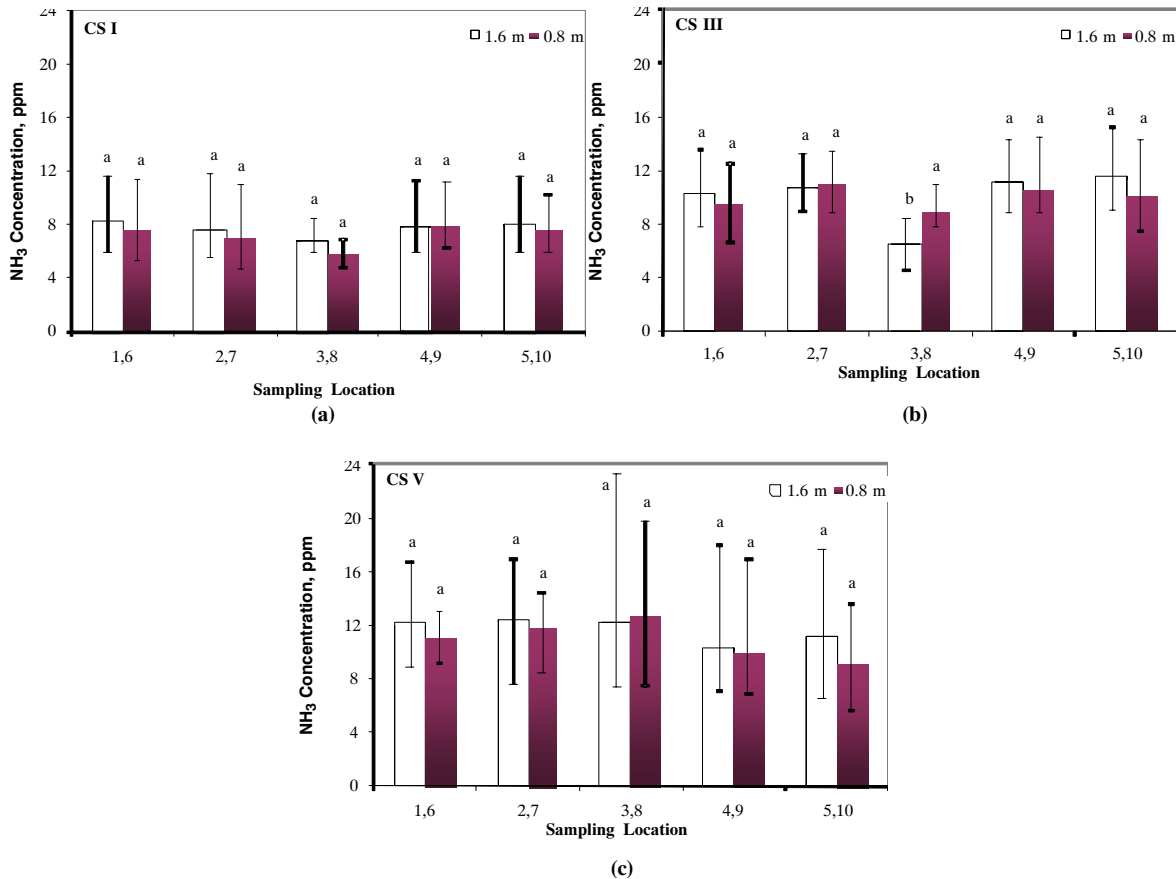 CS I
1.6 m 0.8 m
24
20
16
12
8
4
0
NH3 Concentration, ppm
a a a a a a a a a a
1,6 2,7 3,8 4,9 5,10
Sampling Location
(a)
CS III
1.6 m 0.8 m
24
20
16
12
8
4
0
NH3 Concentration, ppm
a a a a b a a a a a
1,6 2,7 3,8 4,9 5,10
Sampling Location
(b)
CS V
1.6 m 0.8 m
24
20
16
12
8
4
0
NH3 Concentration, ppm
a a a a a a a a a a
1,6 2,7 3,8 4,9 5,10
Sampling Location
(c)